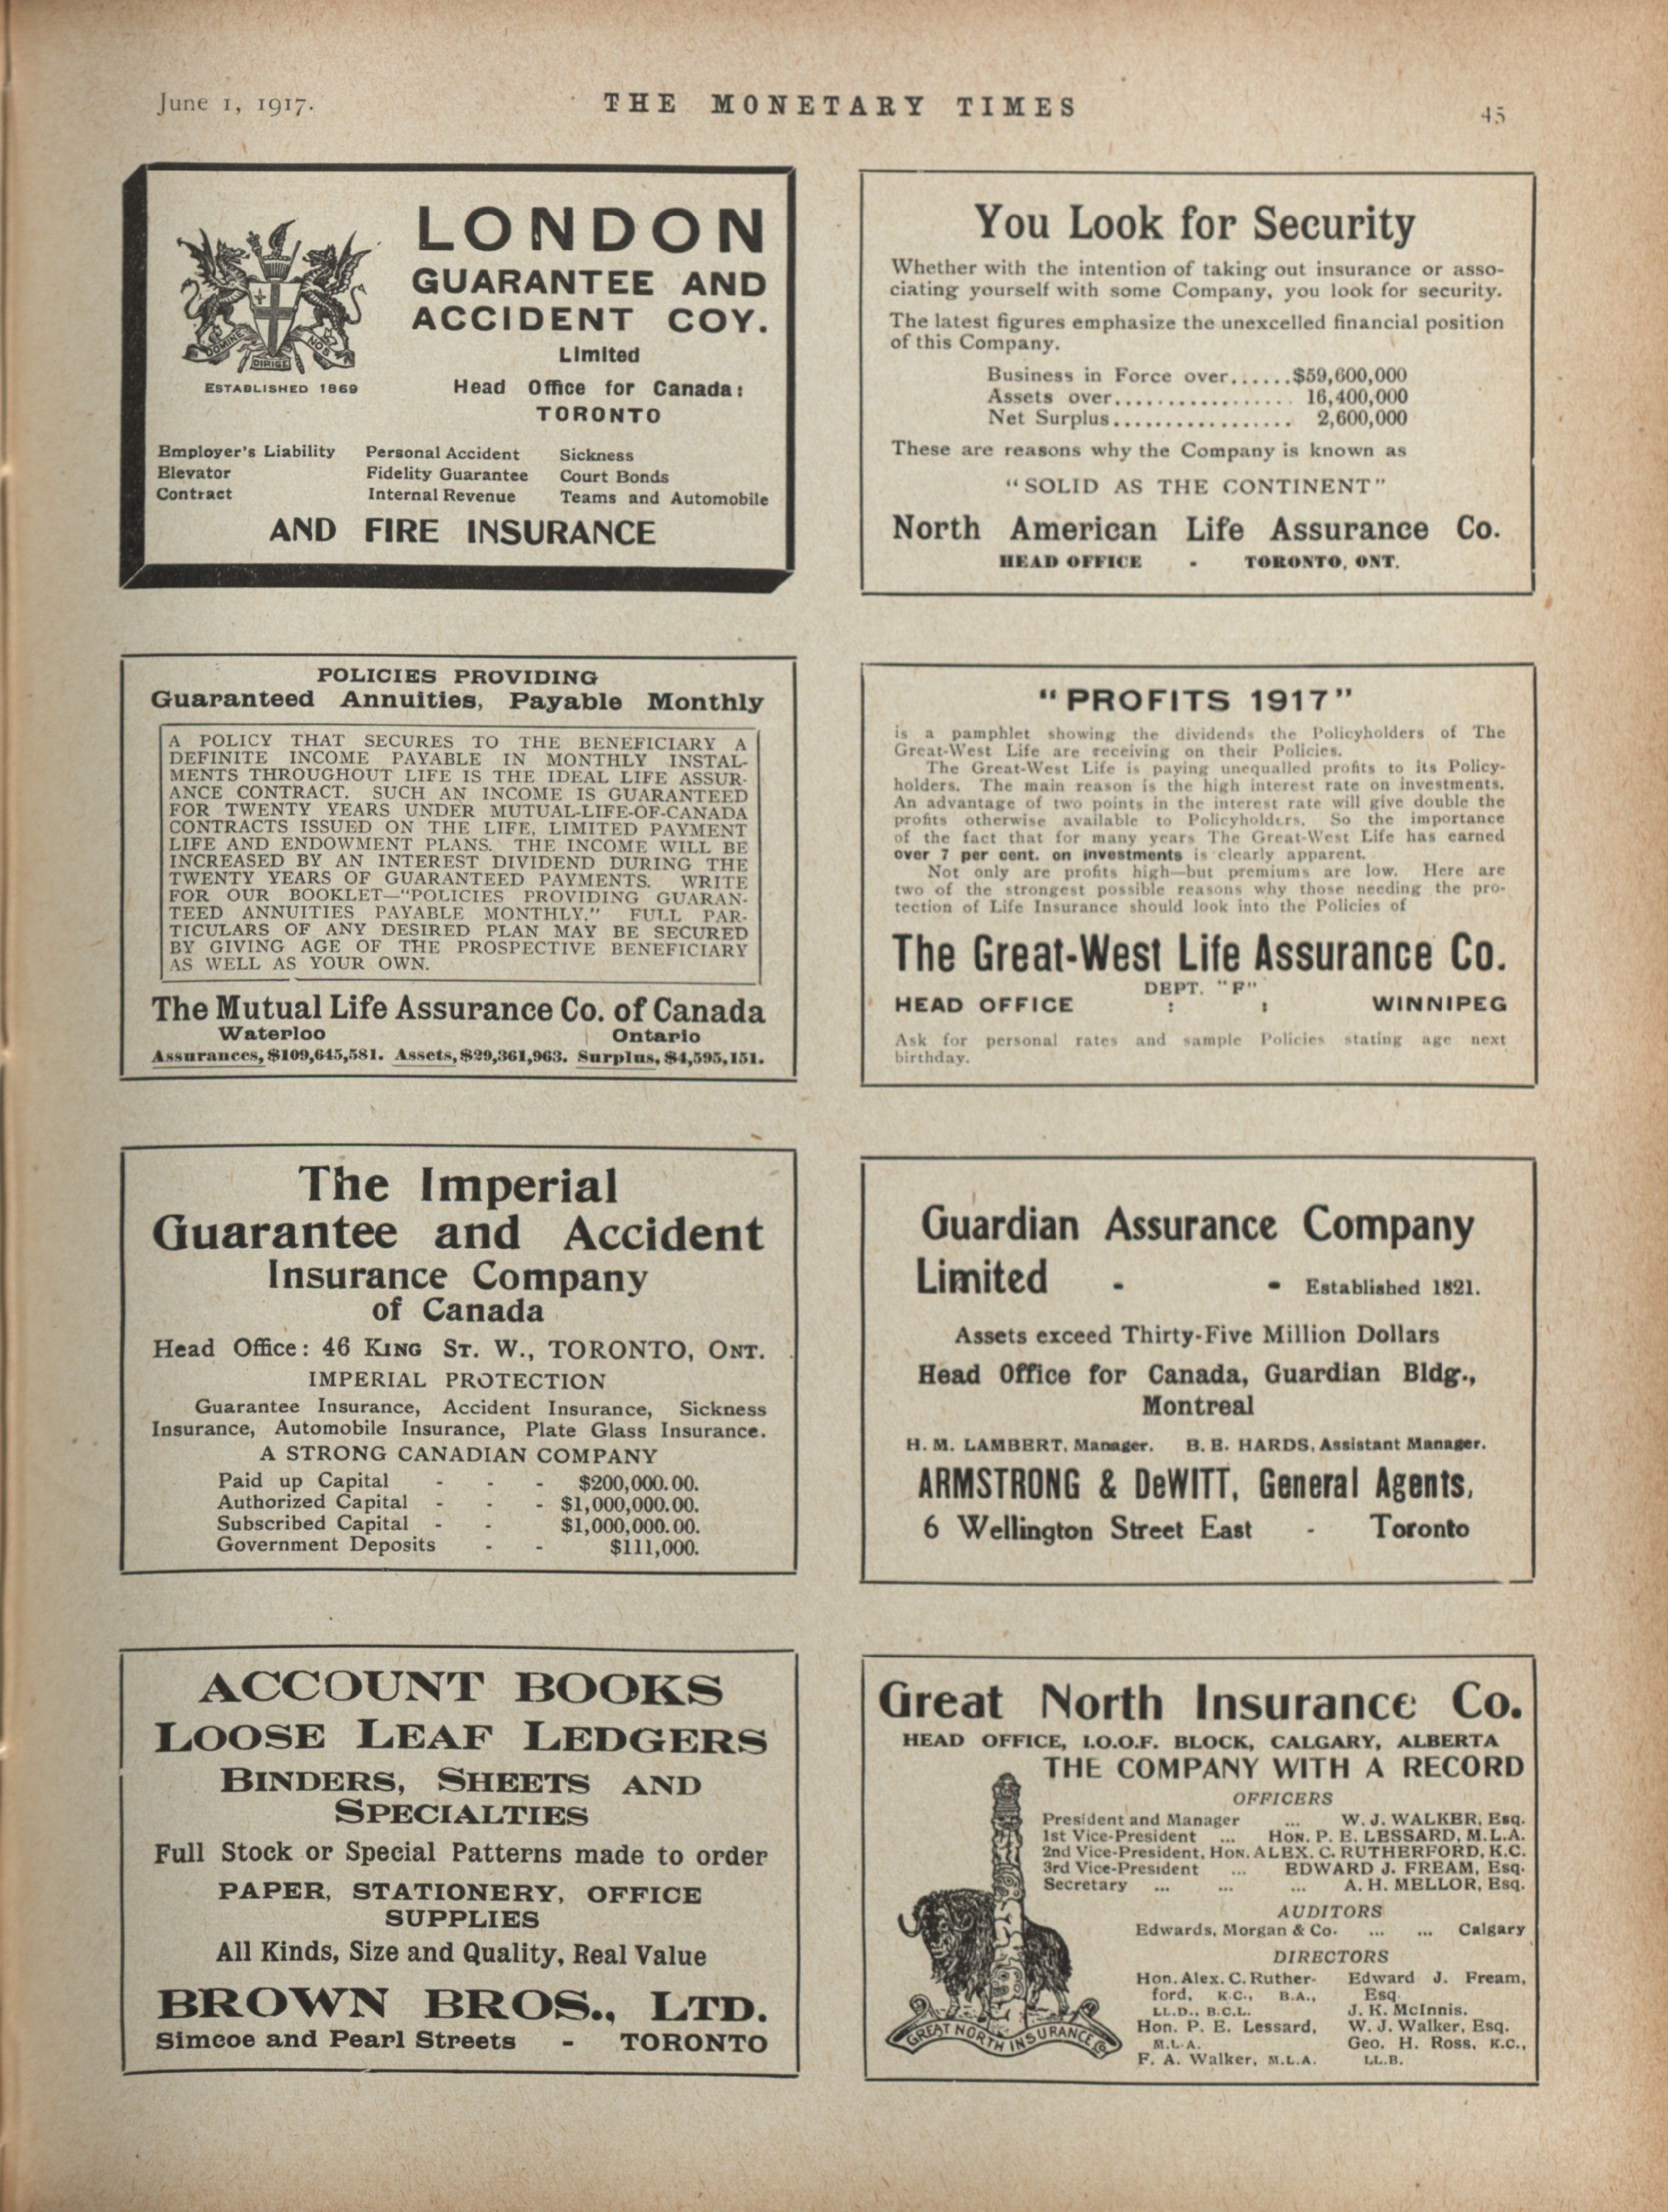 June 1, 1917.
THE MONETARY TIMES
45
LONDON
GUARANTEE AND
ACCIDENT COY.
Limited
DOMINE
DIRIGE
NOS
ESTABLISHED 1869
Head Office for Canada:
TORONTO
Employer's Liability Personal Accident Sickness
Elevator Fidelity Guarantee Court Bonds
Contract Internal Revenue Teams and Automobile
AND FIRE INSURANCE
You Look for Security
Whether with the intention of taking out insurance or asso-
ciating yourself with some Company, you look for security.
The latest figures emphasize the unexcelled financial position
of this Company.
Business in Force over......$59,600,000
Assets over................. 16,400,000
Net Surplus................. 2,600,000
These are reasons why the Company is known as
"SOLID AS THE CONTINENT"
North American Life Assurance Co.
HEAD OFFICE - TORONTO, ONT.
POLICIES PROVIDING
Guaranteed Annuities, Payable Monthly
A POLICY THAT SECURES TO THE BENEFICIARY A
DEFINITE INCOME PAYABLE IN MONTHLY INSTAL-
MENTS THROUGHOUT LIFE IS THE IDEAL LIFE ASSUR-
ANCE CONTRACT. SUCH AN INCOME IS GUARANTEED
FOR TWENTY YEARS UNDER MUTUAL-LIFE-OF-CANADA
CONTRACTS ISSUED ON THE LIFE, LIMITED PAYMENT
LIFE AND ENDOWMENT PLANS. THE INCOME WILL BE
INCREASED BY AN INTEREST DIVIDEND DURING THE
TWENTY YEARS OF GUARANTEED PAYMENTS. WRITE
FOR OUR BOOKLET—"POLICIES PROVIDING GUARAN-
TEED ANNUITIES PAYABLE MONTHLY." FULL PAR-
TICULARS OF ANY DESIRED PLAN MAY BE SECURED
BY GIVING AGE OF THE PROSPECTIVE BENEFICIARY
AS WELL AS YOUR OWN.
The Mutual Life Assurance Co. of Canada
Waterloo Ontario
Assurances, $109,645,581. Assets, $29,361,963. Surplus, $4,595,151.
"PROFITS 1917"
is a pamphlet showing the dividends the Policyholders of The
Great-West Life are receiving on their Policies.
The Great-West Life is paying unequalled profits to its Policy-
holders. The main reason is the high interest rate on investments.
An advantage of two points in the interest rate will give double the
profits otherwise available to Policyholders. So the importance
of the fact that for many years The Great-West Life has earned
over 7 per cent. on investments is clearly apparent.
Not only are profits high—but premiums are low. Here are
two of the strongest possible reasons why those needing the pro-
tection of Life Insurance should look into the Policies of
The Great-West Life Assurance Co.
DEPT. "F"
HEAD OFFICE : : WINNIPEG
Ask for personal rates and sample Policies stating age next
birthday.
The Imperial
Guarantee and Accident
Insurance Company
of Canada
Head Office: 46 KING ST. W., TORONTO, ONT.
IMPERIAL PROTECTION
Guarantee Insurance, Accident Insurance, Sickness
Insurance, Automobile Insurance, Plate Glass Insurance.
A STRONG CANADIAN COMPANY
Paid up Capital - - - $200,000.00.
Authorized Capital - - - $1,000,000.00.
Subscribed Capital - - $1,000,000.00.
Government Deposits - - $111,000.
Guardian Assurance Company
Limited - - Established 1821.
Assets exceed Thirty-Five Million Dollars
Head Office for Canada, Guardian Bldg.,
Montreal
H. M. LAMBERT, Manager. B. E. HARDS, Assistant Manager.
ARMSTRONG & DeWITT, General Agents,
6 Wellington Street East - Toronto
ACCOUNT BOOKS
LOOSE LEAF LEDGERS
BINDERS, SHEETS AND
SPECIALTIES
Full Stock or Special Patterns made to order
PAPER, STATIONERY, OFFICE
SUPPLIES
All Kinds, Size and Quality, Real Value
BROWN BROS., LTD.
Simcoe and Pearl Streets - TORONTO
Great North Insurance Co.
HEAD OFFICE, I.O.O.F. BLOCK, CALGARY, ALBERTA
THE COMPANY WITH A RECORD
OFFICERS
President and Manager ... W. J. WALKER, Esq.
1st Vice-President ... HON. P. E. LESSARD, M.L.A.
2nd Vice-President, HON. ALEX. C. RUTHERFORD, K.C.
3rd Vice-President ... EDWARD J. FREAM, Esq.
Secretary ... ... ... A. H. MELLOR, Esq.
AUDITORS
Edwards, Morgan & Co. ... ... Calgary
DIRECTORS
Hon. Alex. C. Ruther- Edward J. Fream,
ford, K.C., B.A., Esq.
LL.D., B.C.L. J. K. McInnis.
Hon. P. E. Lessard, W. J. Walker, Esq.
M.L.A. Geo. H. Ross, K.C.,
F. A. Walker, M.L.A. LL.B.
GREAT NORTH INSURANCE Co